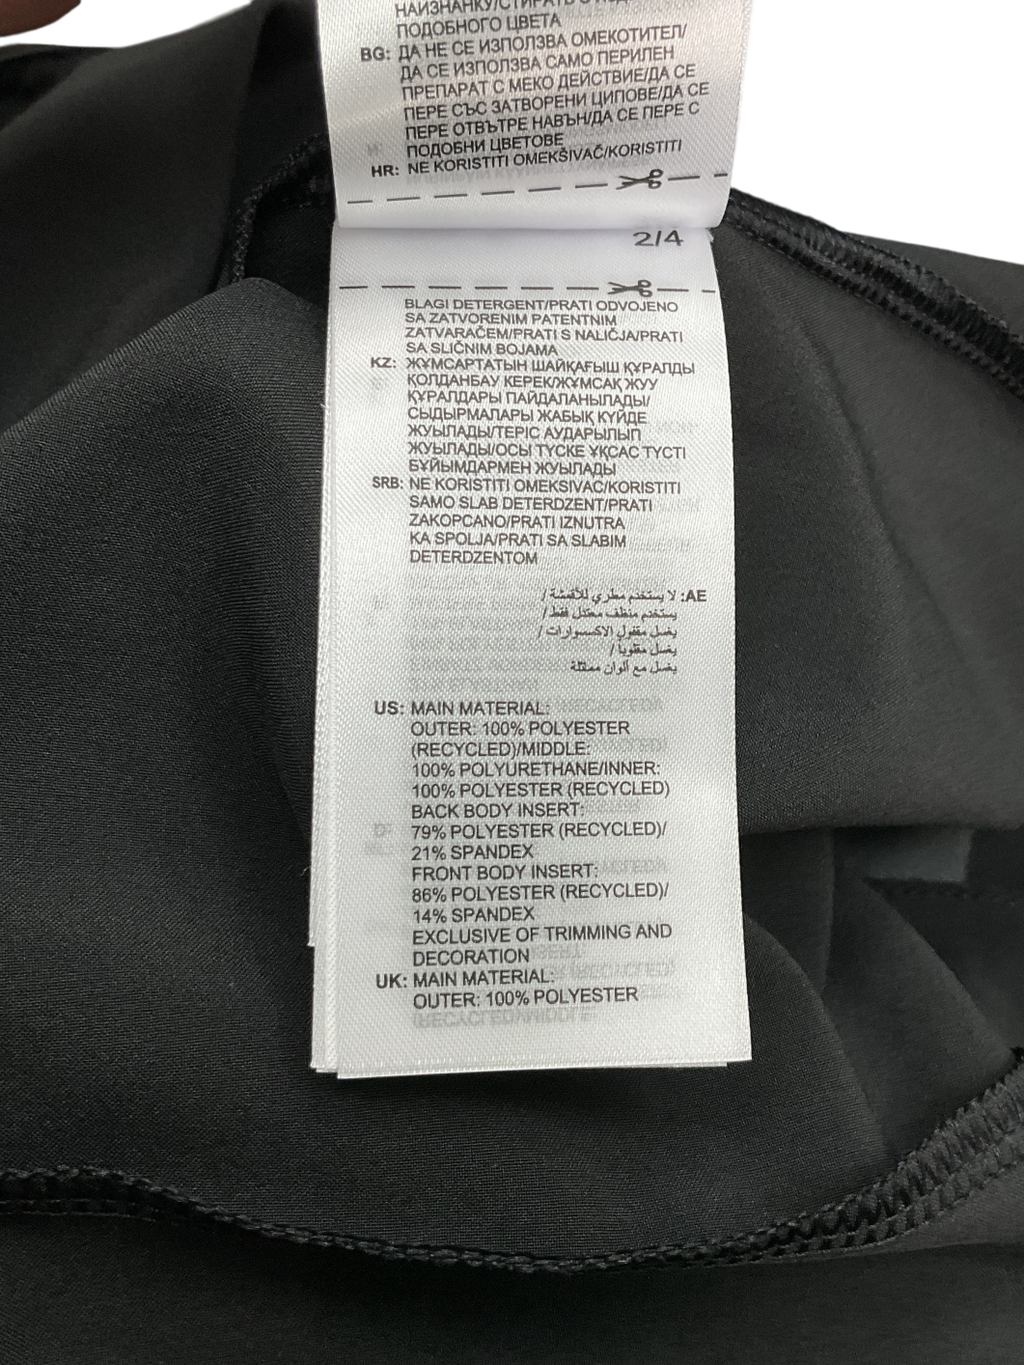 НАИЗНАНКУ/СТИРАТЬ С
ПОДОБНОГО ЦВЕТА
BG: ДА НЕ СЕ ИЗПОЛЗВА ОМЕКОТИТЕЛ/
ДА СЕ ИЗПОЛЗВА САМО ПЕРИЛЕН
ПРЕПАРАТ С МЕКО ДЕЙСТВИЕ/ДА СЕ
ПЕРЕ СЪС ЗАТВОРЕНИ ЦИПОВЕ/ДА СЕ
ПЕРЕ ОТВЪТРЕ НАВЪН/ДА СЕ ПЕРЕ С
ПОДОБНИ ЦВЕТОВЕ
HR: NE KORISTITI OMEKŠIVAČ/KORISTITI
2/4
BLAGI DETERGENT/PRATI ODVOJENO
SA ZATVORENIM PATENTNIM
ZATVARAČEM/PRATI S NALIČJA/PRATI
SA SLIČNIM BOJAMA
KZ: ЖҰМСАРТАТЫН ШАЙҚАҒЫШ ҚҰРАЛДЫ
ҚОЛДАНБАУ КЕРЕК/ЖҰМСАҚ ЖУУ
ҚҰРАЛДАРЫ ПАЙДАЛАНЫЛАДЫ/
СЫДЫРМАЛАРЫ ЖАБЫҚ КҮЙДЕ
ЖУЫЛАДЫ/ТЕРІС АУДАРЫЛЫП
ЖУЫЛАДЫ/ОСЫ ТҮСКЕ ҰҚСАС ТҮСТІ
БҰЙЫМДАРМЕН ЖУЫЛАДЫ
SRB: NE KORISTITI OMEKSIVAC/KORISTITI
SAMO SLAB DETERDZENT/PRATI
ZAKOPCANO/PRATI IZNUTRA
KA SPOLJA/PRATI SA SLABIM
DETERDZENTOM
AE: لا يستخدم مطري للأقمشة /
يستخدم منظف معتدل فقط /
يغسل مقفول الاكسسوارات /
يغسل مقلوبا /
يغسل مع ألوان مماثلة
US: MAIN MATERIAL:
OUTER: 100% POLYESTER
(RECYCLED)/MIDDLE:
100% POLYURETHANE/INNER:
100% POLYESTER (RECYCLED)
BACK BODY INSERT:
79% POLYESTER (RECYCLED)/
21% SPANDEX
FRONT BODY INSERT:
86% POLYESTER (RECYCLED)/
14% SPANDEX
EXCLUSIVE OF TRIMMING AND
DECORATION
UK: MAIN MATERIAL:
OUTER: 100% POLYESTER